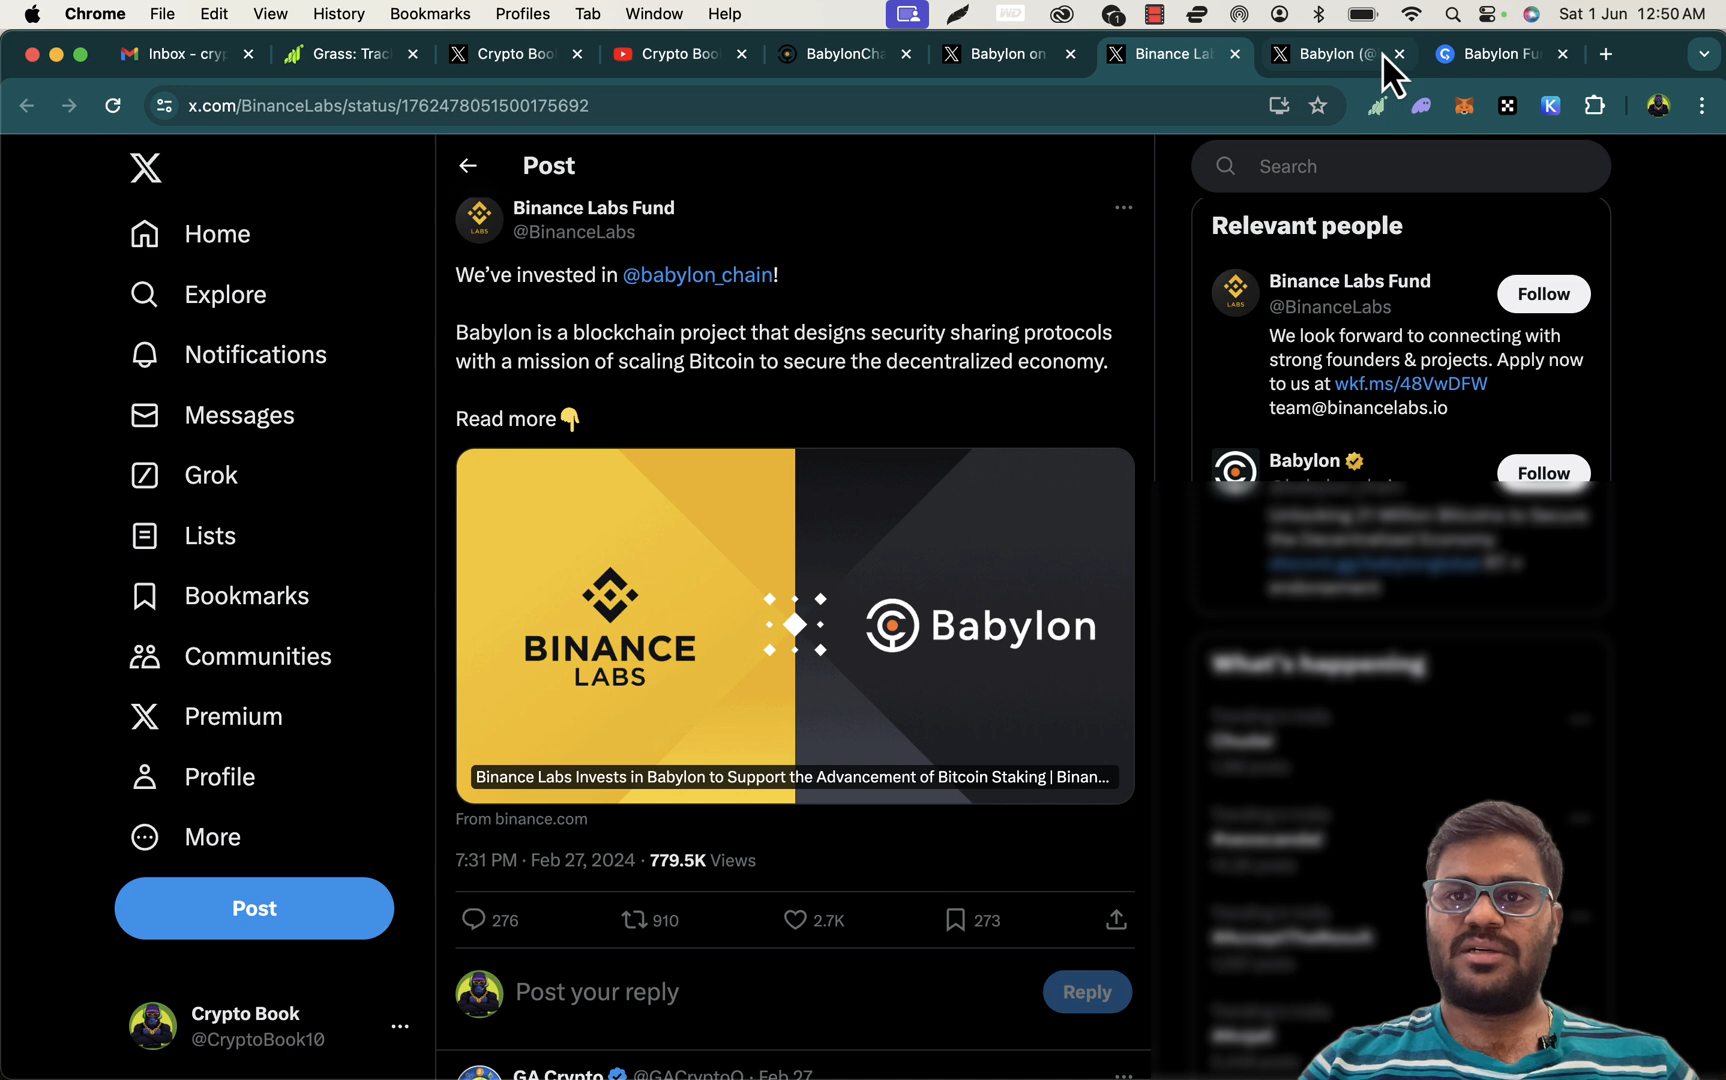 Chrome File Edit View History Bookmarks Profiles Tab Window Help
Sat 1 Jun 12:50 AM
Inbox - cryp
Grass: Trac
Crypto Boo
Crypto Boo
BabylonCha
Babylon on
Binance La
Babylon (@
Babylon Fu
x.com/BinanceLabs/status/1762478051500175692
Home
Explore
Notifications
Messages
Grok
Lists
Bookmarks
Communities
Premium
Profile
More
Post
Crypto Book
@CryptoBook10
Post
Binance Labs Fund
@BinanceLabs
We've invested in @babylon_chain!
Babylon is a blockchain project that designs security sharing protocols
with a mission of scaling Bitcoin to secure the decentralized economy.
Read more👇
BINANCE
LABS
Babylon
Binance Labs Invests in Babylon to Support the Advancement of Bitcoin Staking | Binan...
From binance.com
7:31 PM · Feb 27, 2024 · 779.5K Views
276 910 2.7K 273
Post your reply
Reply
GA Crypto @GACryptoO · Feb 27
Search
Relevant people
Binance Labs Fund
@BinanceLabs
Follow
We look forward to connecting with
strong founders & projects. Apply now
to us at wkf.ms/48VwDFW
team@binancelabs.io
Babylon
Follow
What's happening